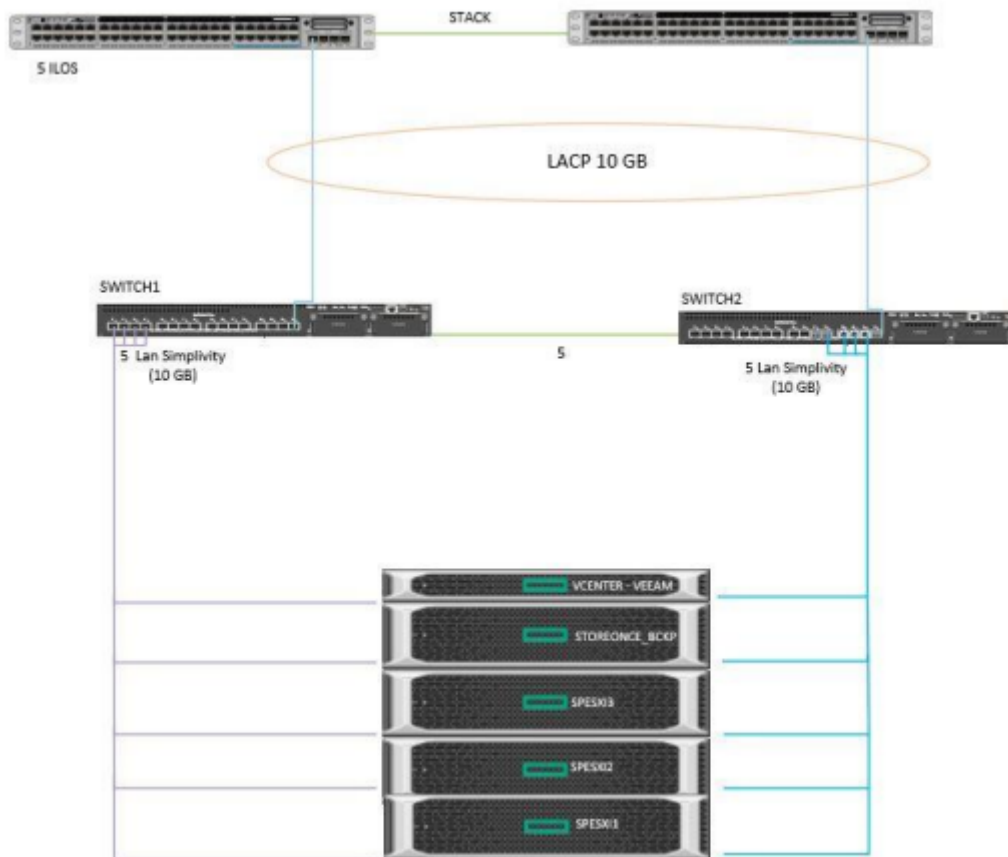 STACK
5 ILOS
LACP 10 GB
SWITCH1
SWITCH2
5 Lan Simplivity
(10 GB)
5
5 Lan Simplivity
(10 GB)
VCENTER - VEEAM
STOREONCE_BCKP
SPESXI3
SPESXI2
SPESXI1